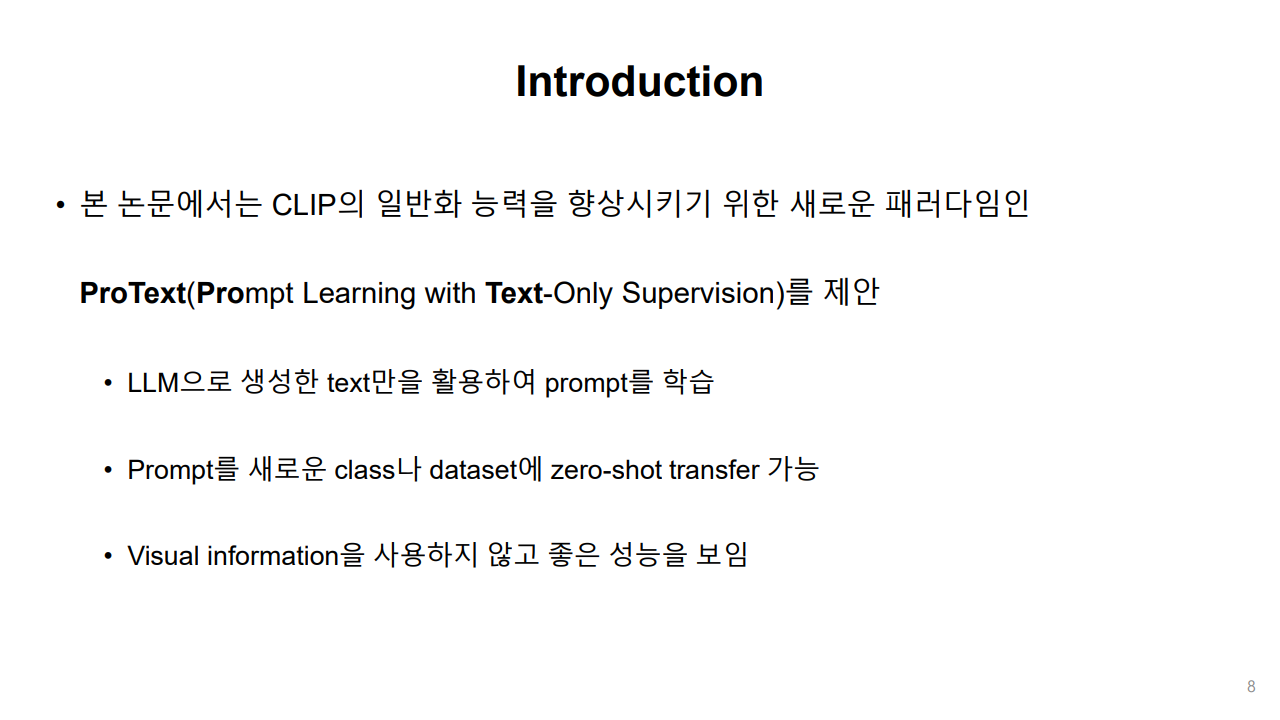 Introduction
• 본 논문에서는 CLIP의 일반화 능력을 향상시키기 위한 새로운 패러다임인
ProText(Prompt Learning with Text-Only Supervision)를 제안
• LLM으로 생성한 text만을 활용하여 prompt를 학습
• Prompt를 새로운 class나 dataset에 zero-shot transfer 가능
• Visual information을 사용하지 않고 좋은 성능을 보임
8